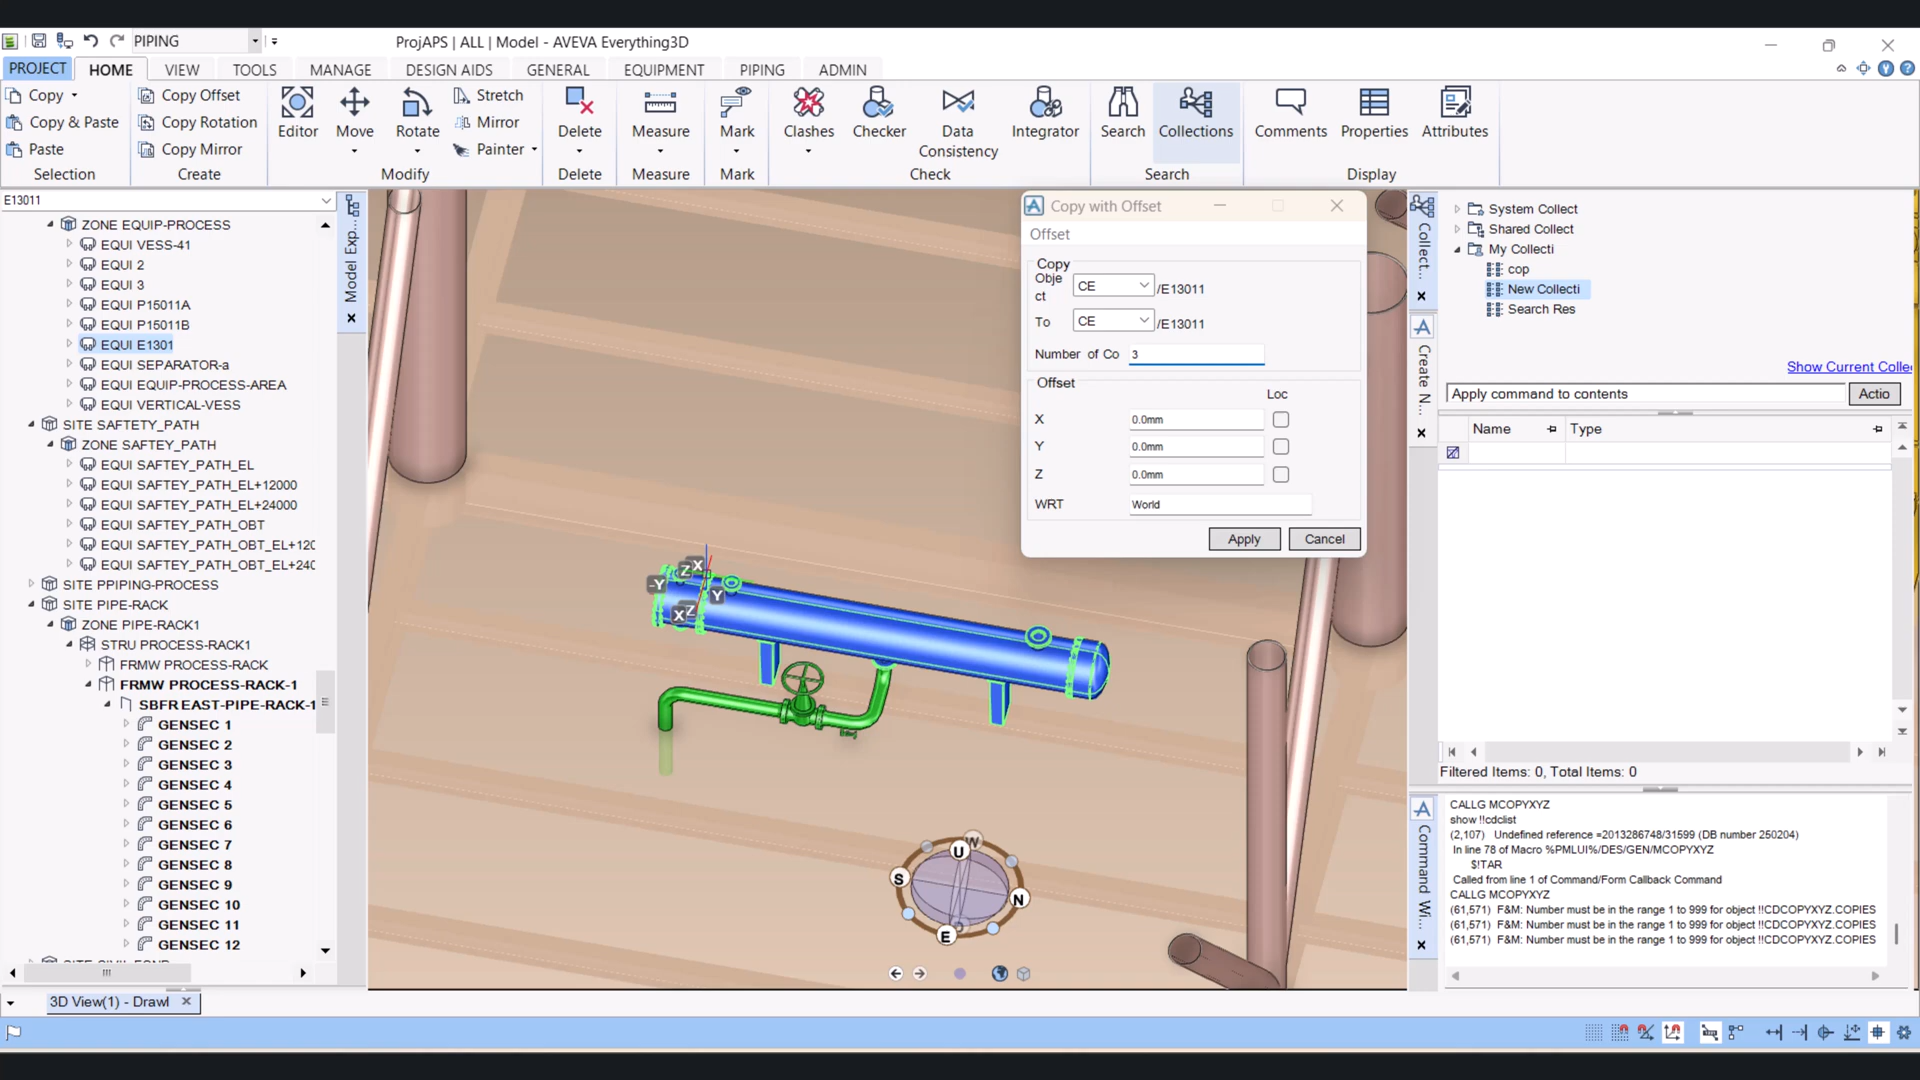 PIPING
ProjAPS | ALL | Model - AVEVA Everything3D
PROJECT HOME VIEW TOOLS MANAGE DESIGN AIDS GENERAL EQUIPMENT PIPING ADMIN
Copy
Copy & Paste
Paste
Selection
Copy Offset
Copy Rotation
Copy Mirror
Create
Editor
Move
Rotate
Stretch
Mirror
Painter
Modify
Delete
Delete
Measure
Measure
Mark
Mark
Clashes
Checker
Data
Consistency
Integrator
Check
Search
Collections
Search
Comments
Properties
Attributes
Display
E13011
ZONE EQUIP-PROCESS
EQUI VESS-41
EQUI 2
EQUI 3
EQUI P15011A
EQUI P15011B
EQUI E1301
EQUI SEPARATOR-a
EQUI EQUIP-PROCESS-AREA
EQUI VERTICAL-VESS
SITE SAFTETY_PATH
ZONE SAFTEY_PATH
EQUI SAFTEY_PATH_EL
EQUI SAFTEY_PATH_EL+12000
EQUI SAFTEY_PATH_EL+24000
EQUI SAFTEY_PATH_OBT
EQUI SAFTEY_PATH_OBT_EL+120
EQUI SAFTEY_PATH_OBT_EL+240
SITE PPIPING-PROCESS
SITE PIPE-RACK
ZONE PIPE-RACK1
STRU PROCESS-RACK1
FRMW PROCESS-RACK
FRMW PROCESS-RACK-1
SBFR EAST-PIPE-RACK-1
GENSEC 1
GENSEC 2
GENSEC 3
GENSEC 4
GENSEC 5
GENSEC 6
GENSEC 7
GENSEC 8
GENSEC 9
GENSEC 10
GENSEC 11
GENSEC 12
Model Exp...
Copy with Offset
Offset
Copy
Obje
ct
CE
/E13011
To
CE
/E13011
Number of Co 3
Offset
Loc
X 0.0mm
Y 0.0mm
Z 0.0mm
WRT World
Apply
Cancel
Z X
-Y
Y
X Z
W
U
S
N
E
Collect...
Create N...
Command Wi...
System Collect
Shared Collect
My Collecti
cop
New Collecti
Search Res
Show Current Colle
Apply command to contents
Actio
Name
Type
Filtered Items: 0, Total Items: 0
CALLG MCOPYXYZ
show !!cdclist
(2,107) Undefined reference =2013286748/31599 (DB number 250204)
In line 78 of Macro %PMLUI%/DES/GEN/MCOPYXYZ
$!TAR
Called from line 1 of Command/Form Callback Command
CALLG MCOPYXYZ
(61,571) F&M: Number must be in the range 1 to 999 for object !!CDCOPYXYZ.COPIES
(61,571) F&M: Number must be in the range 1 to 999 for object !!CDCOPYXYZ.COPIES
(61,571) F&M: Number must be in the range 1 to 999 for object !!CDCOPYXYZ.COPIES
3D View(1) - Drawl